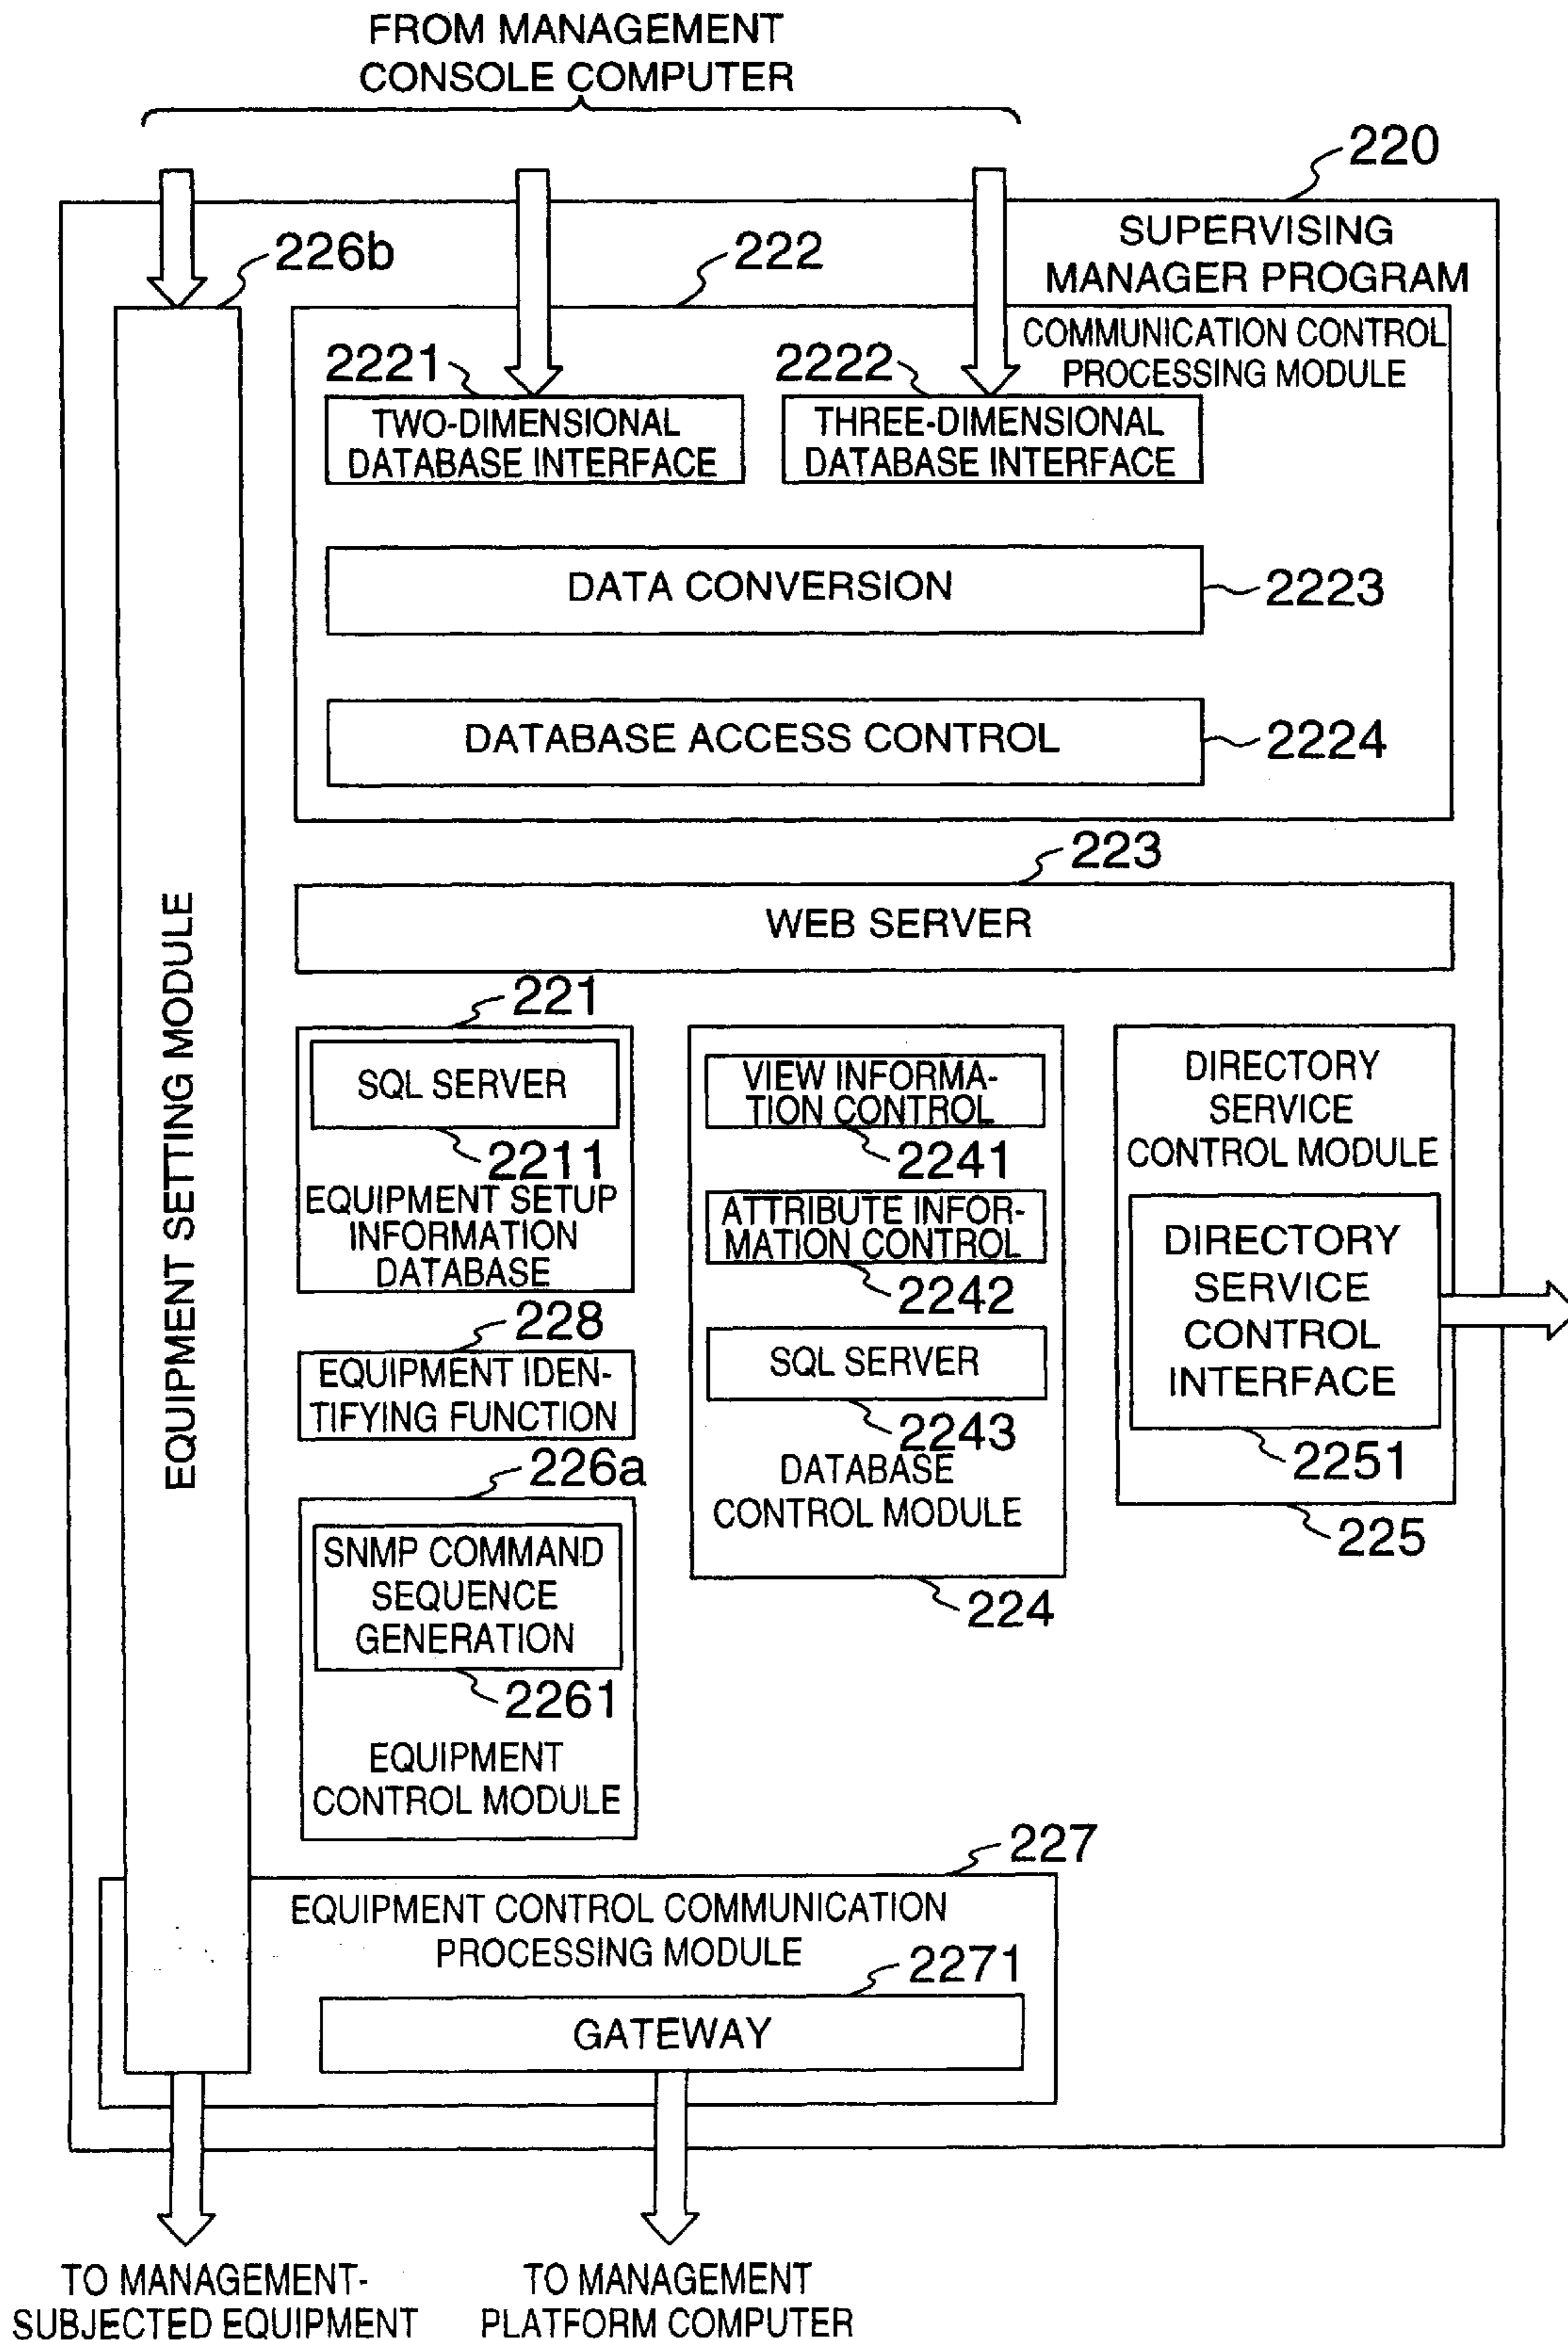 FROM MANAGEMENT
CONSOLE COMPUTER
220
SUPERVISING
MANAGER PROGRAM
226b
222
COMMUNICATION CONTROL
PROCESSING MODULE
2221
2222
TWO-DIMENSIONAL
DATABASE INTERFACE
THREE-DIMENSIONAL
DATABASE INTERFACE
DATA CONVERSION
2223
DATABASE ACCESS CONTROL
2224
223
WEB SERVER
EQUIPMENT SETTING MODULE
221
SQL SERVER
2211
EQUIPMENT SETUP
INFORMATION
DATABASE
228
EQUIPMENT IDEN-
TIFYING FUNCTION
226a
SNMP COMMAND
SEQUENCE
GENERATION
2261
EQUIPMENT
CONTROL MODULE
VIEW INFORMA-
TION CONTROL
2241
ATTRIBUTE INFOR-
MATION CONTROL
2242
SQL SERVER
2243
DATABASE
CONTROL MODULE
224
DIRECTORY
SERVICE
CONTROL MODULE
DIRECTORY
SERVICE
CONTROL
INTERFACE
2251
225
227
EQUIPMENT CONTROL COMMUNICATION
PROCESSING MODULE
2271
GATEWAY
TO MANAGEMENT-
SUBJECTED EQUIPMENT
TO MANAGEMENT
PLATFORM COMPUTER